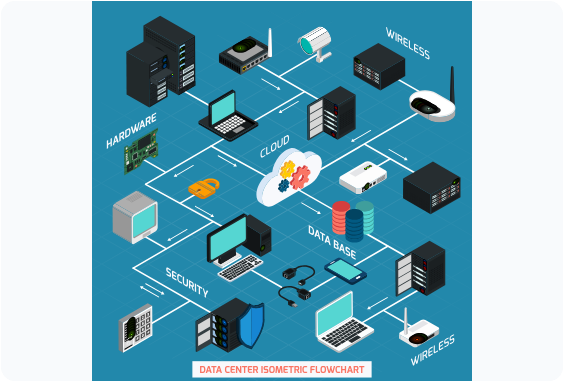 WIRELESS
HARDWARE
CLOUD
DATA BASE
SECURITY
WIRELESS
DATA CENTER ISOMETRIC FLOWCHART